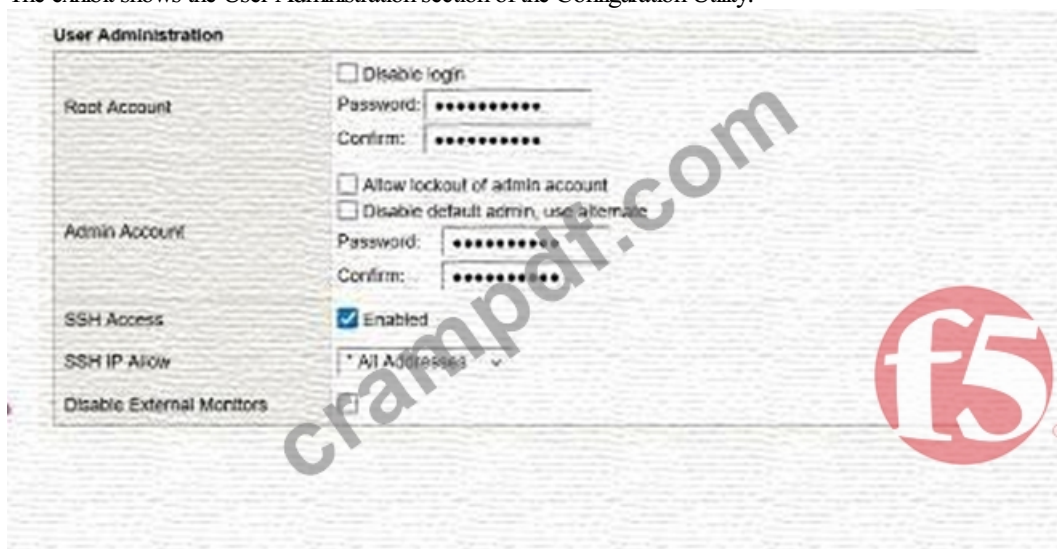 The exhibit shows the User Administration section of the Configuration Utility.
User Administration
Root Account
Disable login
Password: ••••••••••
Confirm: ••••••••••
Admin Account
Allow lockout of admin account
Disable default admin, use alternate
Password: ••••••••••
Confirm: ••••••••••
SSH Access
Enabled
SSH IP Allow
* All Addresses
Disable External Monitors
crampdf.com
f5